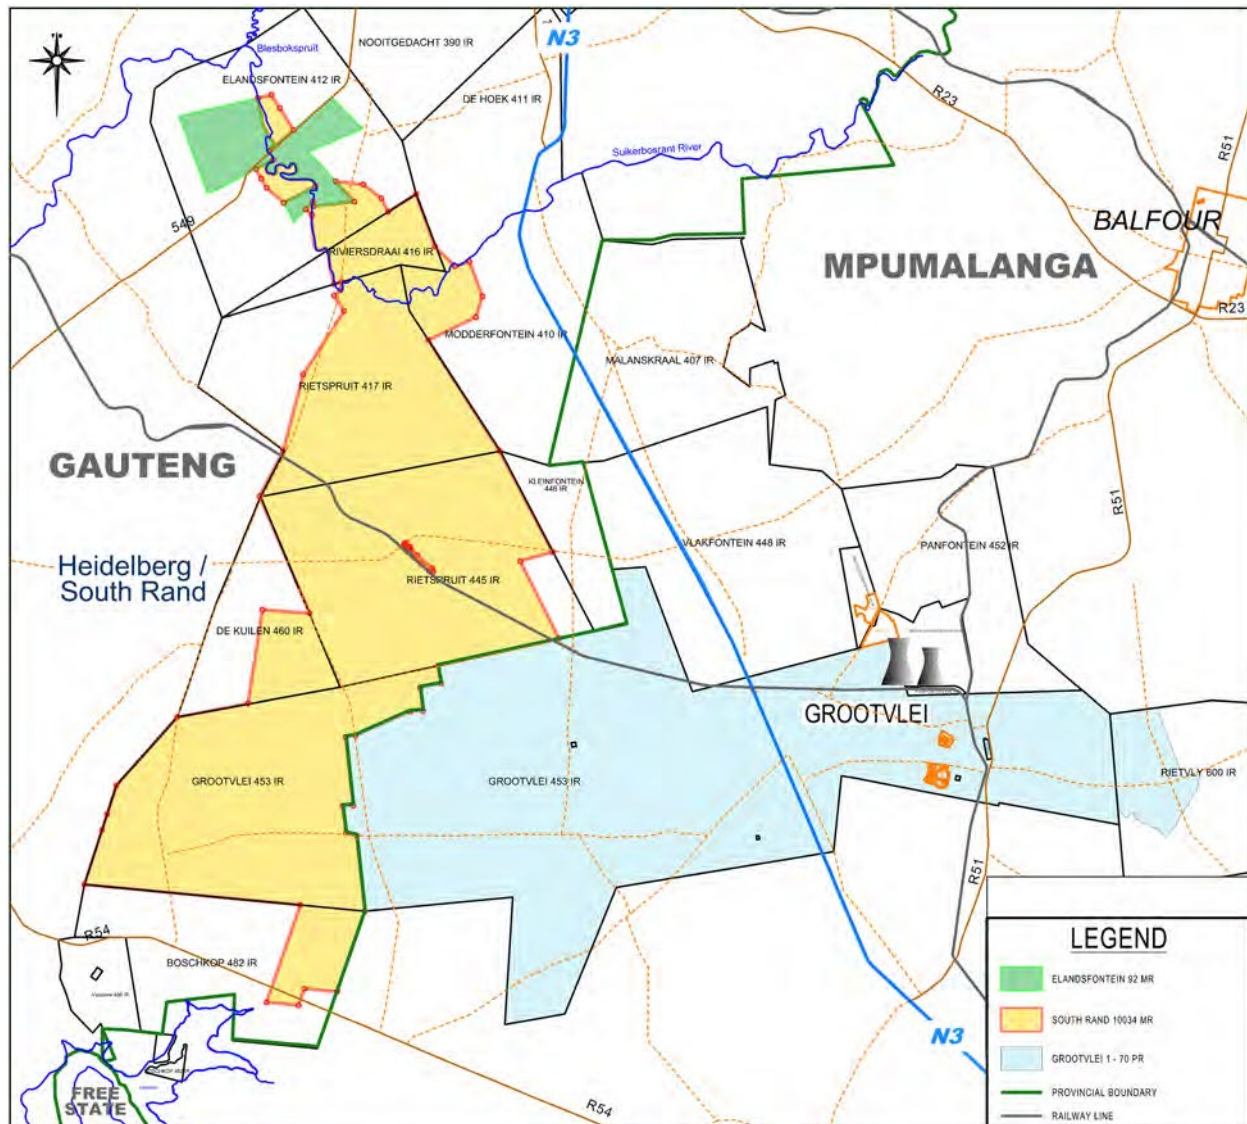 NOOITGEDACHT 390 IR
N3
Blesbokspruit
ELANDSFONTEIN 412 IR
DE HOEK 411 IR
R23
R51
Suikerbosrant River
549
BALFOUR
RIVIERSDRAAI 416 IR
MPUMALANGA
R23
MODDERFONTEIN 410 IR
MALANSKRAAL 407 IR
RIETSPRUIT 417 IR
GAUTENG
KLEINFONTEIN
446 IR
R51
VLAKFONTEIN 448 IR
PANFONTEIN 452 IR
Heidelberg /
South Rand
RIETSPRUIT 445 IR
DE KUILEN 460 IR
GROOTVLEI
GROOTVLEI 453 IR
GROOTVLEI 453 IR
RIETVLY 600 IR
R51
R54
BOSCHKOP 482 IR
N3
FREE
STATE
R54
LEGEND
ELANDSFONTEIN 92 MR
SOUTH RAND 10034 MR
GROOTVLEI 1 - 70 PR
PROVINCIAL BOUNDARY
RAILWAY LINE